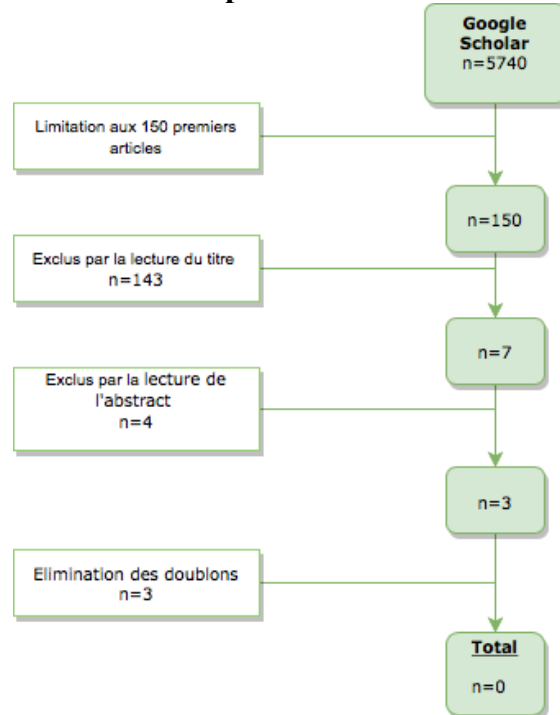 Google
Scholar
n=5740
Limitation aux 150 premiers
articles
n=150
Exclus par la lecture du titre
n=143
n=7
Exclus par la lecture de
l'abstract
n=4
n=3
Elimination des doublons
n=3
Total
n=0